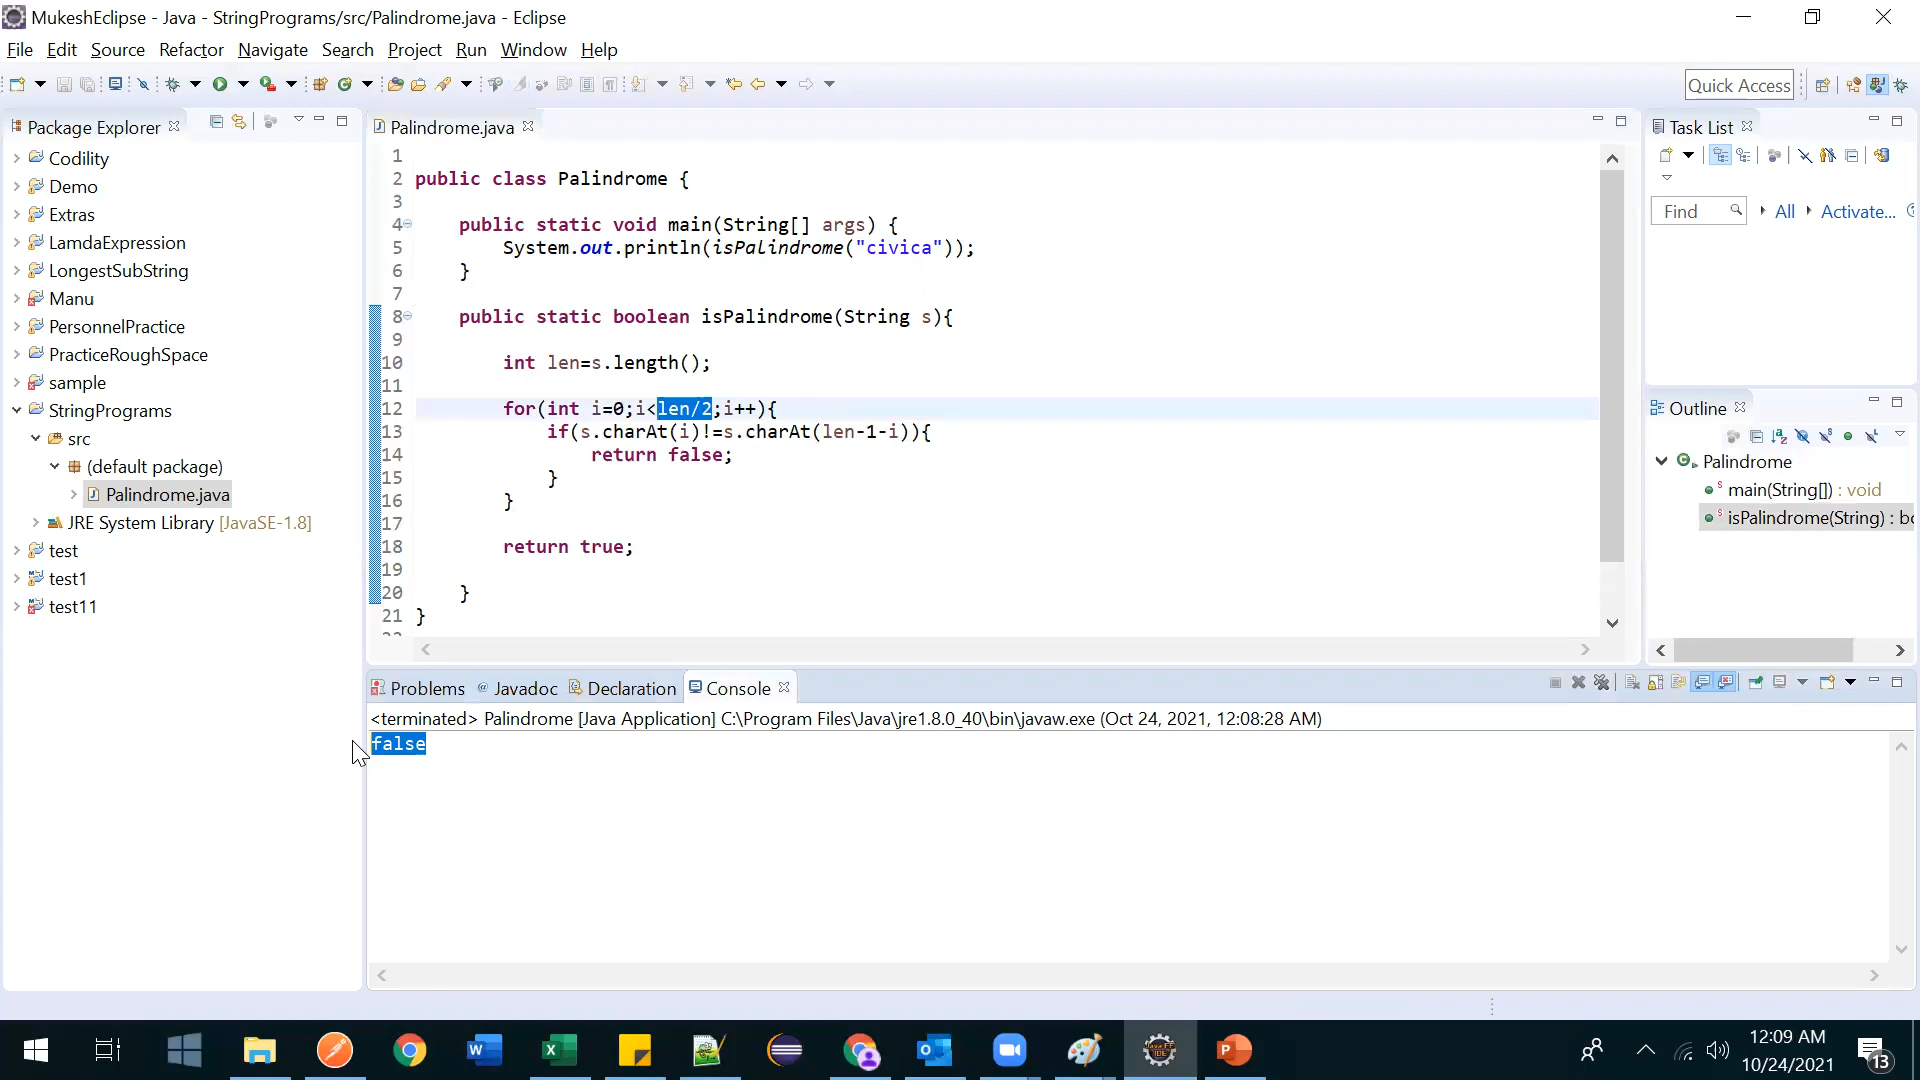 MukeshEclipse - Java - StringPrograms/src/Palindrome.java - Eclipse
File Edit Source Refactor Navigate Search Project Run Window Help
Quick Access
Package Explorer
Codility
Demo
Extras
LamdaExpression
LongestSubString
Manu
PersonnelPractice
PracticeRoughSpace
sample
StringPrograms
src
(default package)
Palindrome.java
JRE System Library [JavaSE-1.8]
test
test1
test11
Palindrome.java
1
2 public class Palindrome {
3
4 public static void main(String[] args) {
5 System.out.println(isPalindrome("civica"));
6 }
7
8 public static boolean isPalindrome(String s){
9
10 int len=s.length();
11
12 for(int i=0;i<len/2;i++){
13 if(s.charAt(i)!=s.charAt(len-1-i)){
14 return false;
15 }
16 }
17
18 return true;
19
20 }
21 }
Task List
Find All Activate...
Outline
Palindrome
main(String[]) : void
isPalindrome(String) : bo
Problems Javadoc Declaration Console
<terminated> Palindrome [Java Application] C:\Program Files\Java\jre1.8.0_40\bin\javaw.exe (Oct 24, 2021, 12:08:28 AM)
false
12:09 AM
10/24/2021
13